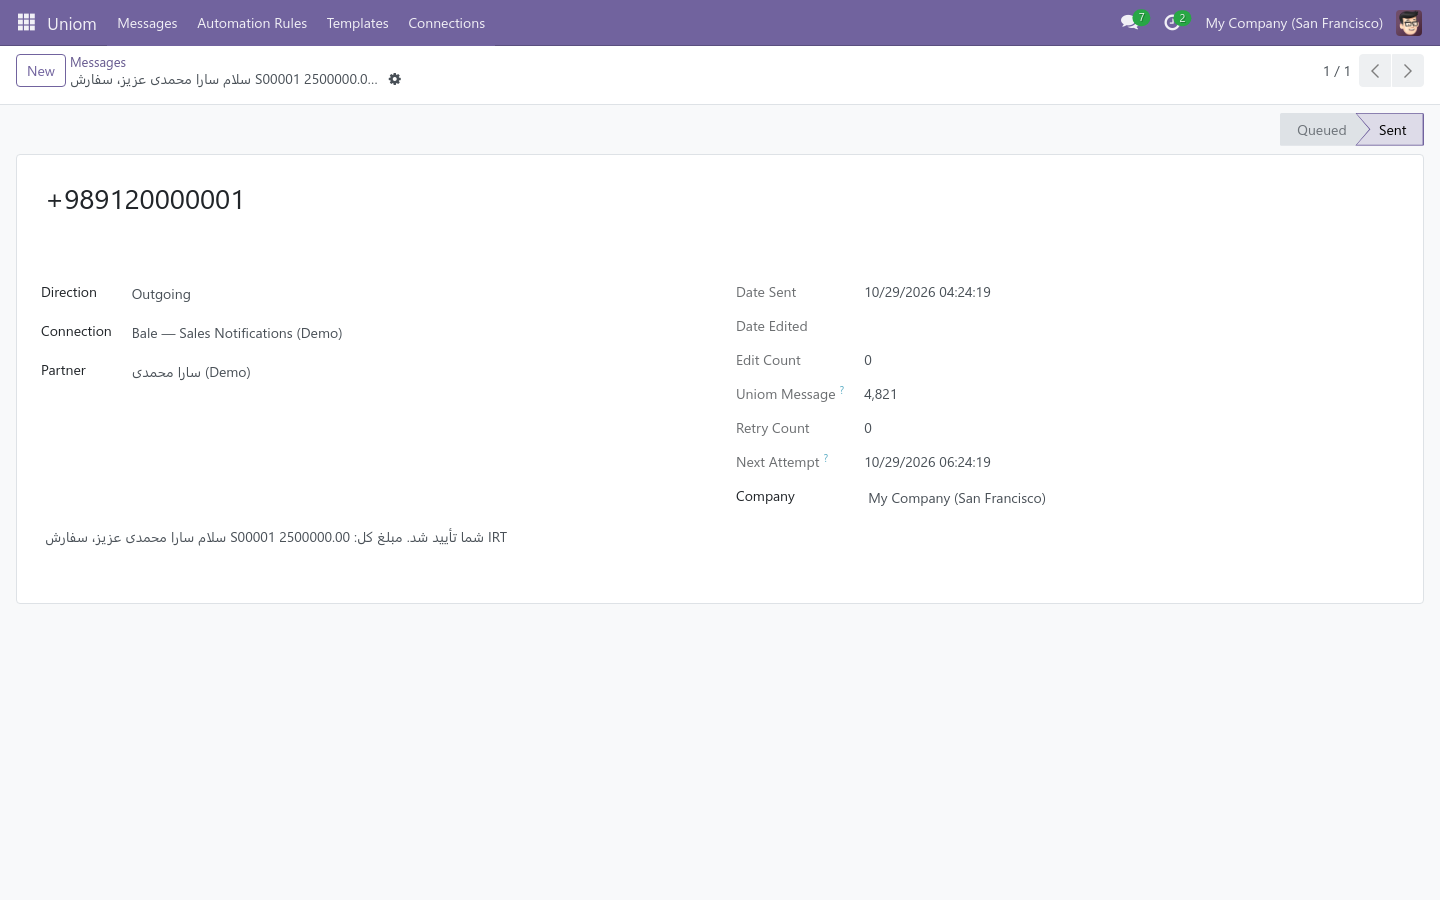 Uniom
Messages
Automation Rules
Templates
Connections
7
2
My Company (San Francisco)
New
Messages
سلام سارا محمدی عزیز، سفارش S00001 2500000.0...
1 / 1
Queued
Sent
+989120000001
Direction
Outgoing
Connection
Bale — Sales Notifications (Demo)
Partner
سارا محمدی (Demo)
Date Sent
10/29/2026 04:24:19
Date Edited
Edit Count
0
Uniom Message ?
4,821
Retry Count
0
Next Attempt ?
10/29/2026 06:24:19
Company
My Company (San Francisco)
سلام سارا محمدی عزیز، سفارش S00001 شما تأیید شد. مبلغ کل: 2500000.00 IRT